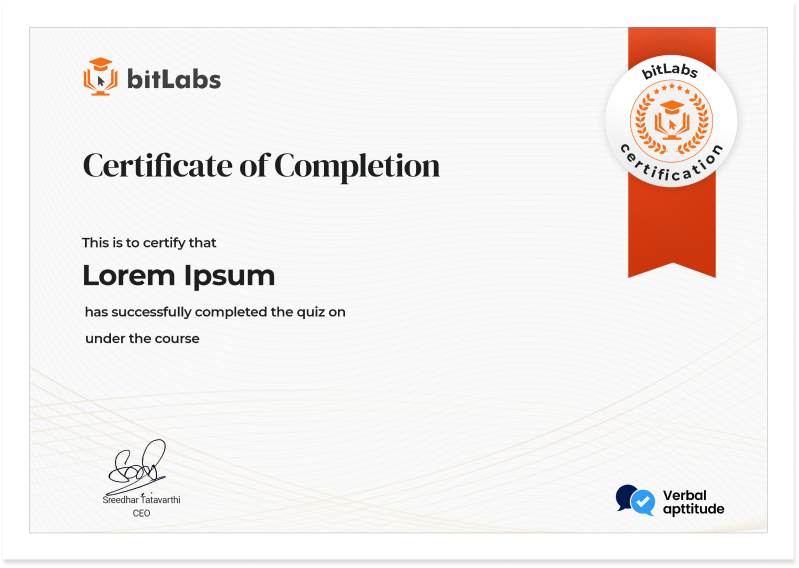 bitLabs
bitLabs
certification
Certificate of Completion
This is to certify that
Lorem Ipsum
has successfully completed the quiz on
under the course
Sreedhar Tatavarthi
CEO
Verbal
apttitude